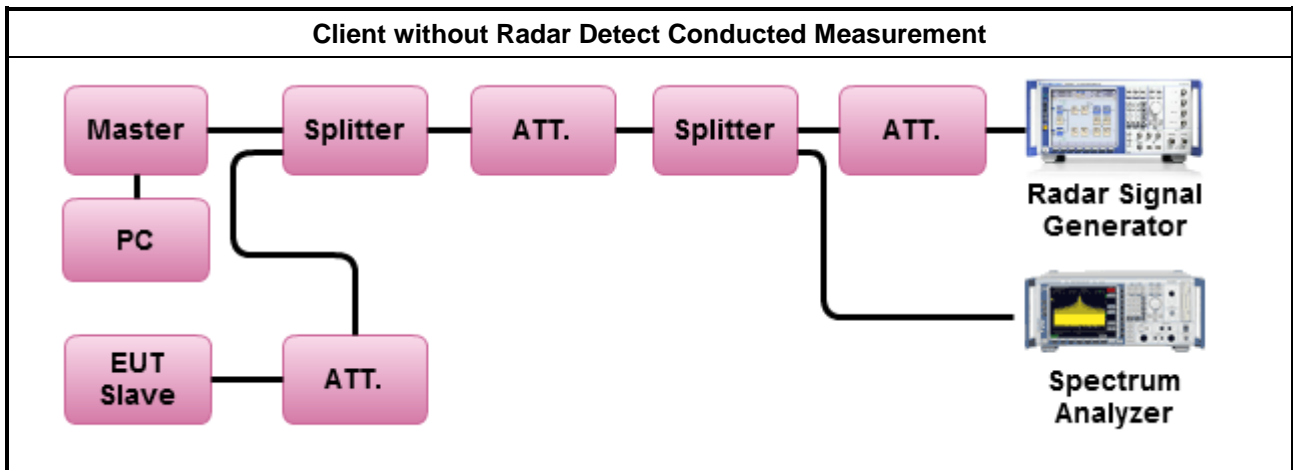 Client without Radar Detect Conducted Measurement
Master
Splitter
ATT.
Splitter
ATT.
Radar Signal
Generator
PC
EUT
Slave
ATT.
Spectrum
Analyzer